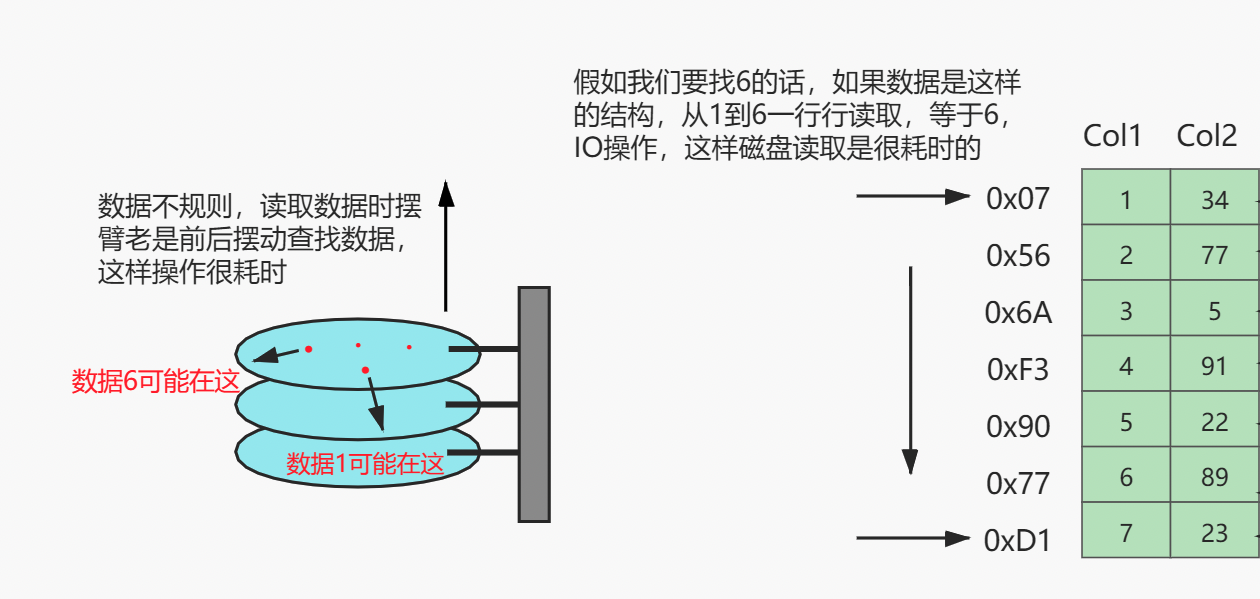 假如我们要找6的话，如果数据是这样
的结构，从1到6一行行读取，等于6，
IO操作，这样磁盘读取是很耗时的
数据不规则，读取数据时摆
臂老是前后摆动查找数据，
这样操作很耗时
数据6可能在这
数据1可能在这
Col1 Col2
0x07 1 34
0x56 2 77
0x6A 3 5
0xF3 4 91
0x90 5 22
0x77 6 89
0xD1 7 23